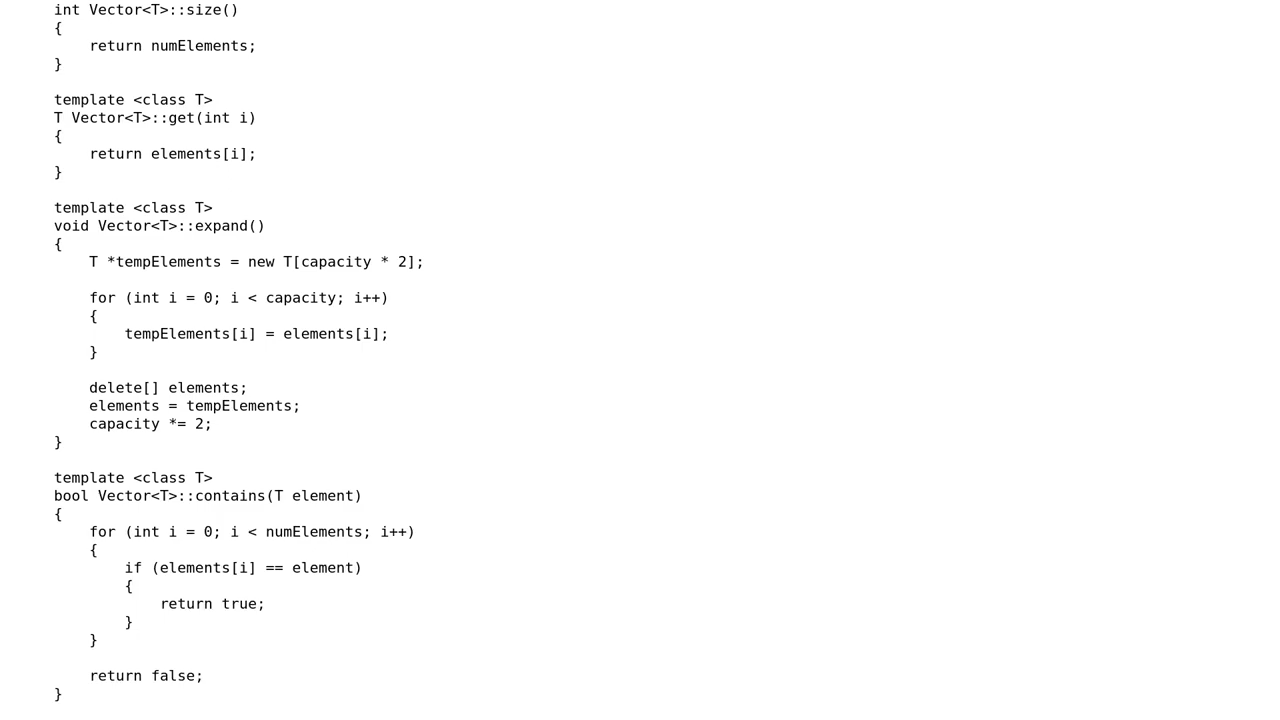 int Vector<T>::size()
{
    return numElements;
}

template <class T>
T Vector<T>::get(int i)
{
    return elements[i];
}

template <class T>
void Vector<T>::expand()
{
    T *tempElements = new T[capacity * 2];

    for (int i = 0; i < capacity; i++)
    {
        tempElements[i] = elements[i];
    }

    delete[] elements;
    elements = tempElements;
    capacity *= 2;
}

template <class T>
bool Vector<T>::contains(T element)
{
    for (int i = 0; i < numElements; i++)
    {
        if (elements[i] == element)
        {
            return true;
        }
    }

    return false;
}